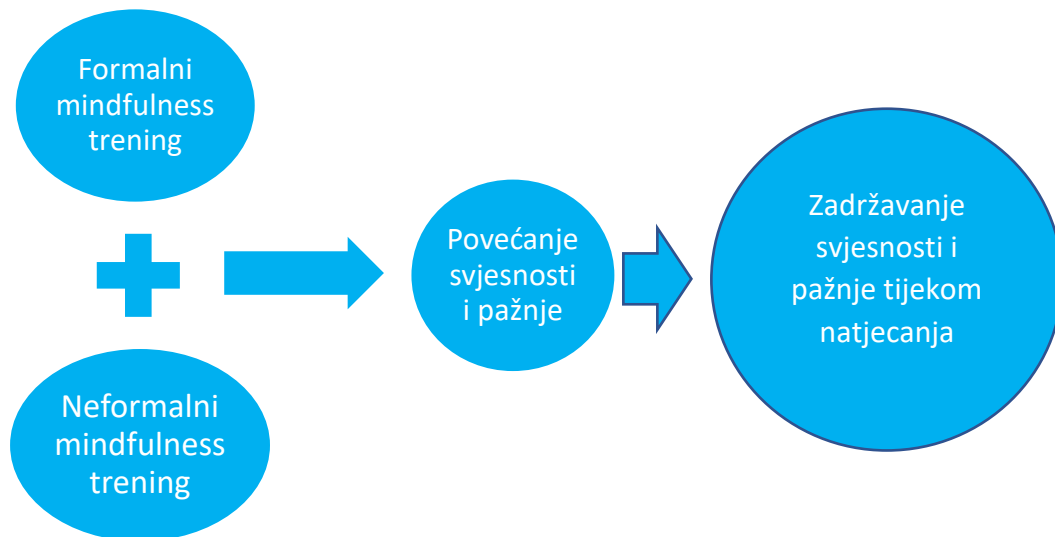 Formalni
mindfulness
trening
Neformalni
mindfulness
trening
Povećanje
svjesnosti
i pažnje
Zadržavanje
svjesnosti i
pažnje tijekom
natjecanja